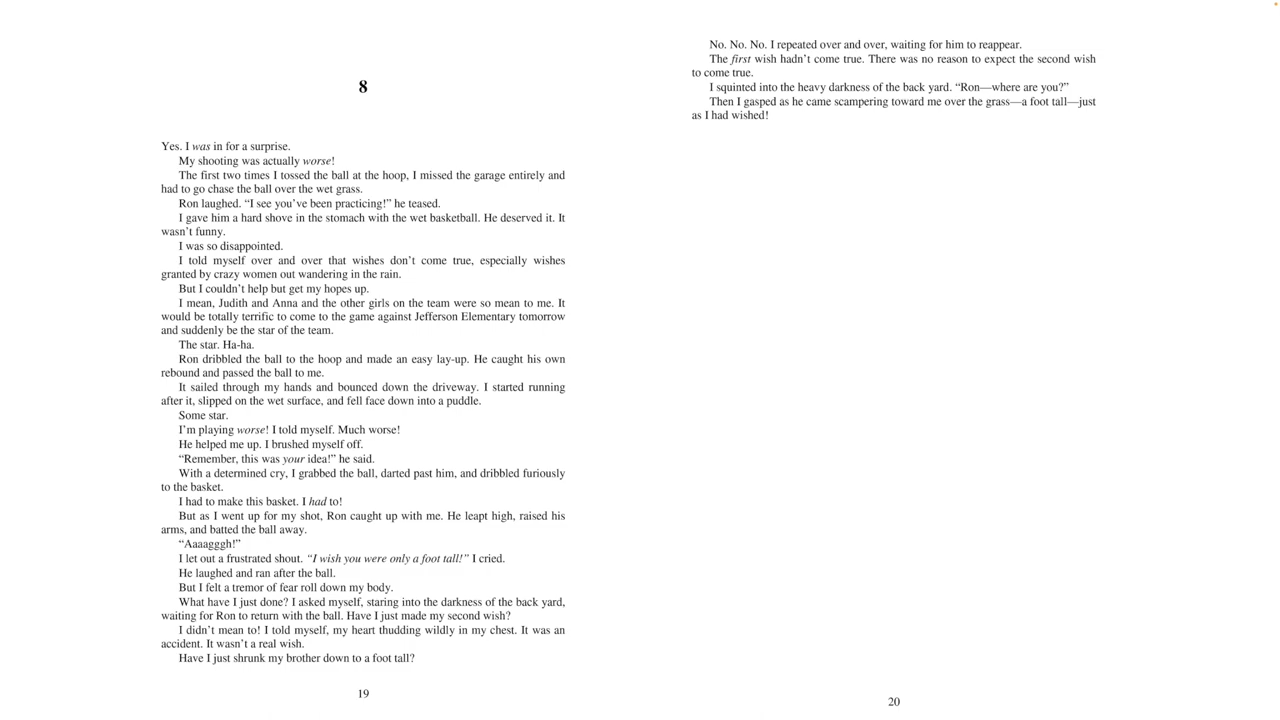 8
Yes. I was in for a surprise.
My shooting was actually worse!
The first two times I tossed the ball at the hoop, I missed the garage entirely and
had to go chase the ball over the wet grass.
Ron laughed. “I see you’ve been practicing!” he teased.
I gave him a hard shove in the stomach with the wet basketball. He deserved it. It
wasn’t funny.
I was so disappointed.
I told myself over and over that wishes don’t come true, especially wishes
granted by crazy women out wandering in the rain.
But I couldn’t help but get my hopes up.
I mean, Judith and Anna and the other girls on the team were so mean to me. It
would be totally terrific to come to the game against Jefferson Elementary tomorrow
and suddenly be the star of the team.
The star. Ha-ha.
Ron dribbled the ball to the hoop and made an easy lay-up. He caught his own
rebound and passed the ball to me.
It sailed through my hands and bounced down the driveway. I started running
after it, slipped on the wet surface, and fell face down into a puddle.
Some star.
I’m playing worse! I told myself. Much worse!
He helped me up. I brushed myself off.
“Remember, this was your idea!” he said.
With a determined cry, I grabbed the ball, darted past him, and dribbled furiously
to the basket.
I had to make this basket. I had to!
But as I went up for my shot, Ron caught up with me. He leapt high, raised his
arms, and batted the ball away.
“Aaaagggh!”
I let out a frustrated shout. “I wish you were only a foot tall!” I cried.
He laughed and ran after the ball.
But I felt a tremor of fear roll down my body.
What have I just done? I asked myself, staring into the darkness of the back yard,
waiting for Ron to return with the ball. Have I just made my second wish?
I didn’t mean to! I told myself, my heart thudding wildly in my chest. It was an
accident. It wasn’t a real wish.
Have I just shrunk my brother down to a foot tall?
19
No. No. No. I repeated over and over, waiting for him to reappear.
The first wish hadn’t come true. There was no reason to expect the second wish
to come true.
I squinted into the heavy darkness of the back yard. “Ron—where are you?”
Then I gasped as he came scampering toward me over the grass—a foot tall—just
as I had wished!
20